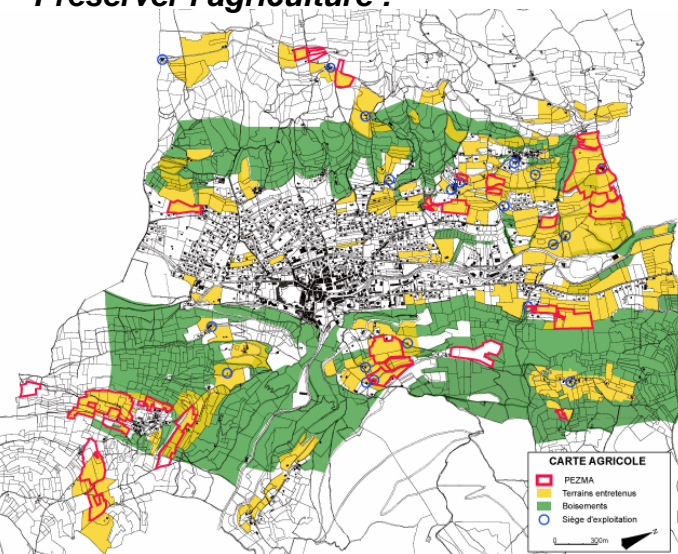 Préserver l'agriculture :
CARTE AGRICOLE
PEZMA
Terrains entretenus
Boisements
Siège d'exploitation
0 300m